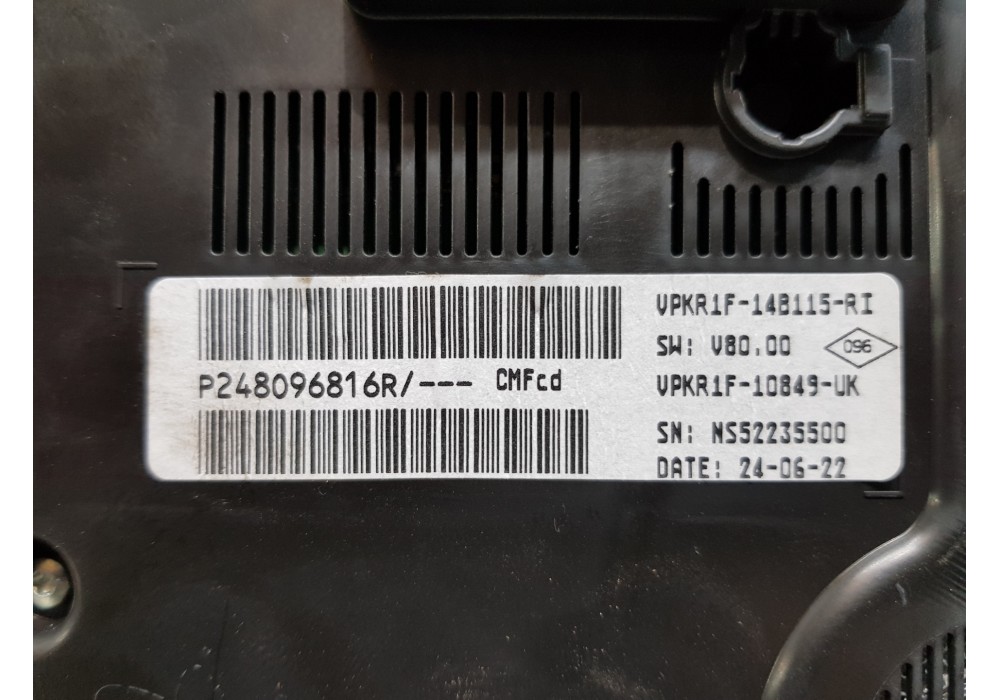 VPKR1F-14B115-RI
SW: V80.00
096
P248096816R/--- CMFcd
VPKR1F-10849-UK
SN: NS52235500
DATE: 24-06-22